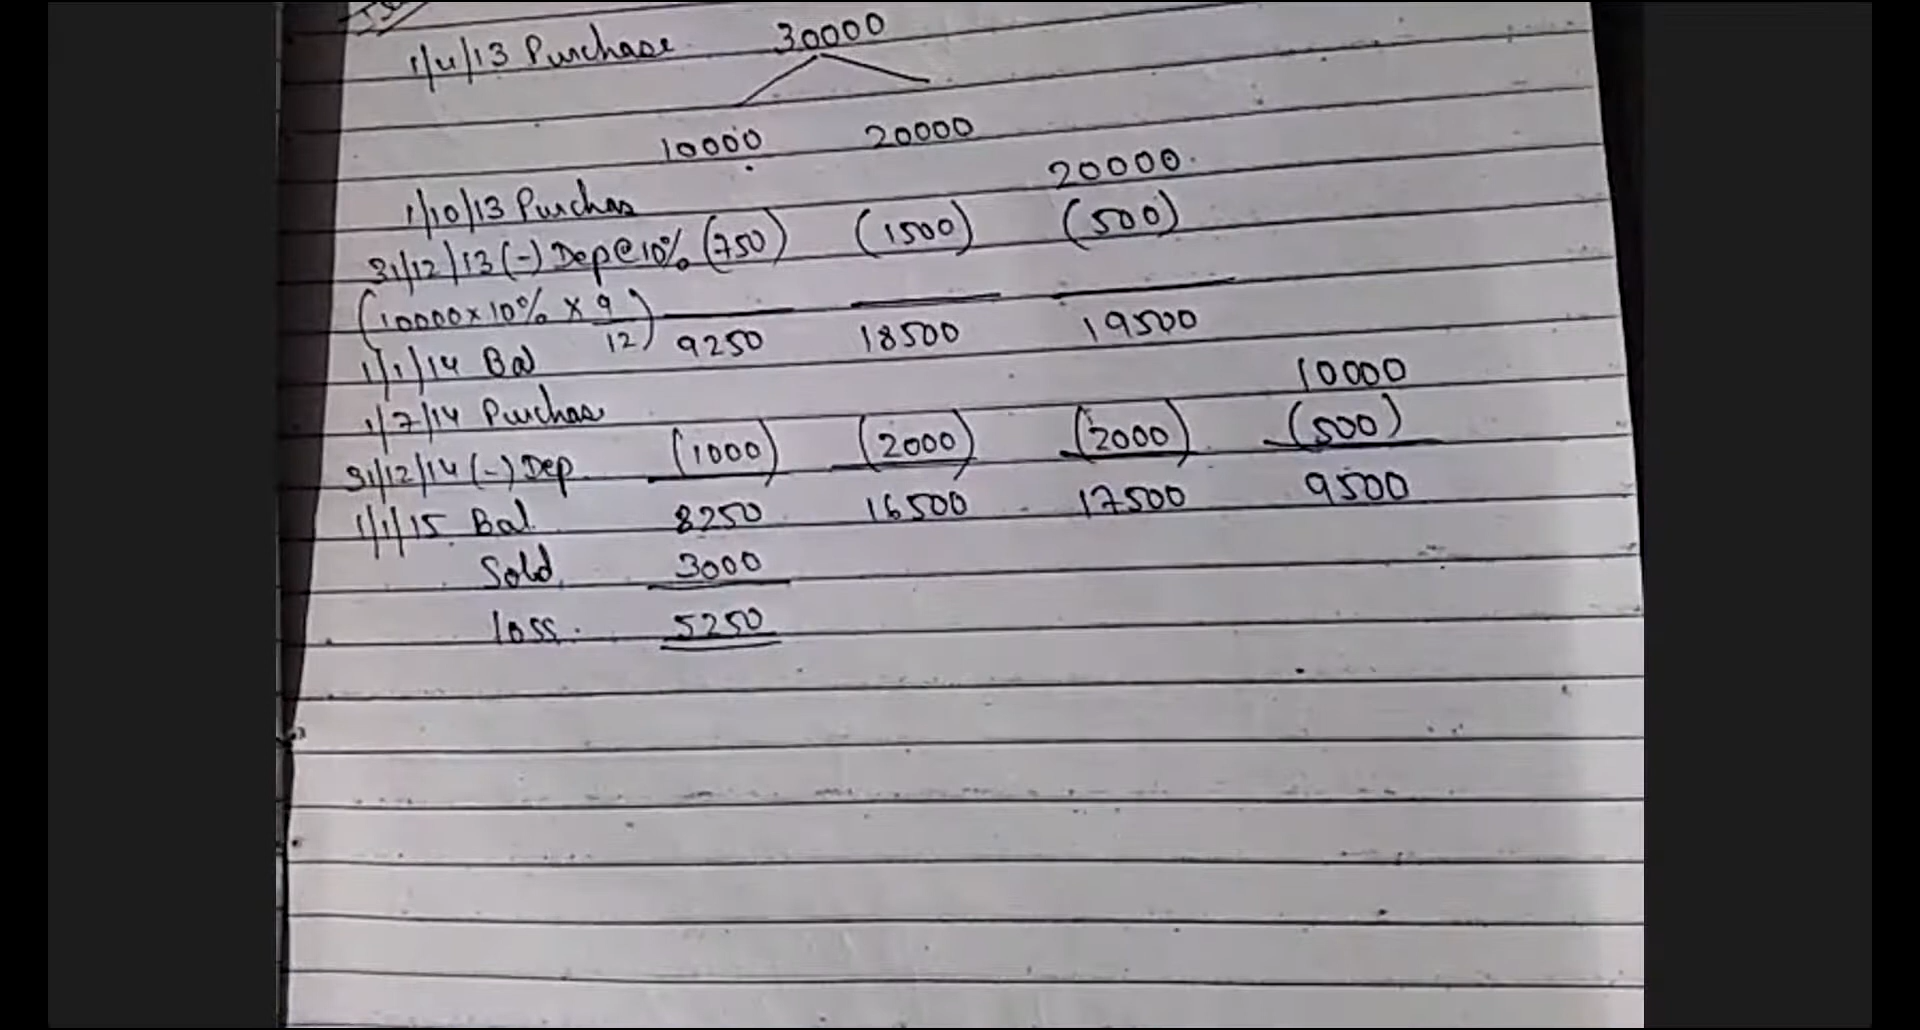 1/4/13 Purchase 30000
10000 20000
1/10/13 Purchas 20000
31/12/13 (-) Dep@10% (750) (1500) (500)
(10000 x 10% x 9/12)
1/1/14 Bal 9250 18500 19500
1/7/14 Purchas 10000
31/12/14 (-) Dep. (1000) (2000) (2000) (500)
1/1/15 Bal 8250 16500 17500 9500
Sold 3000
loss. 5250